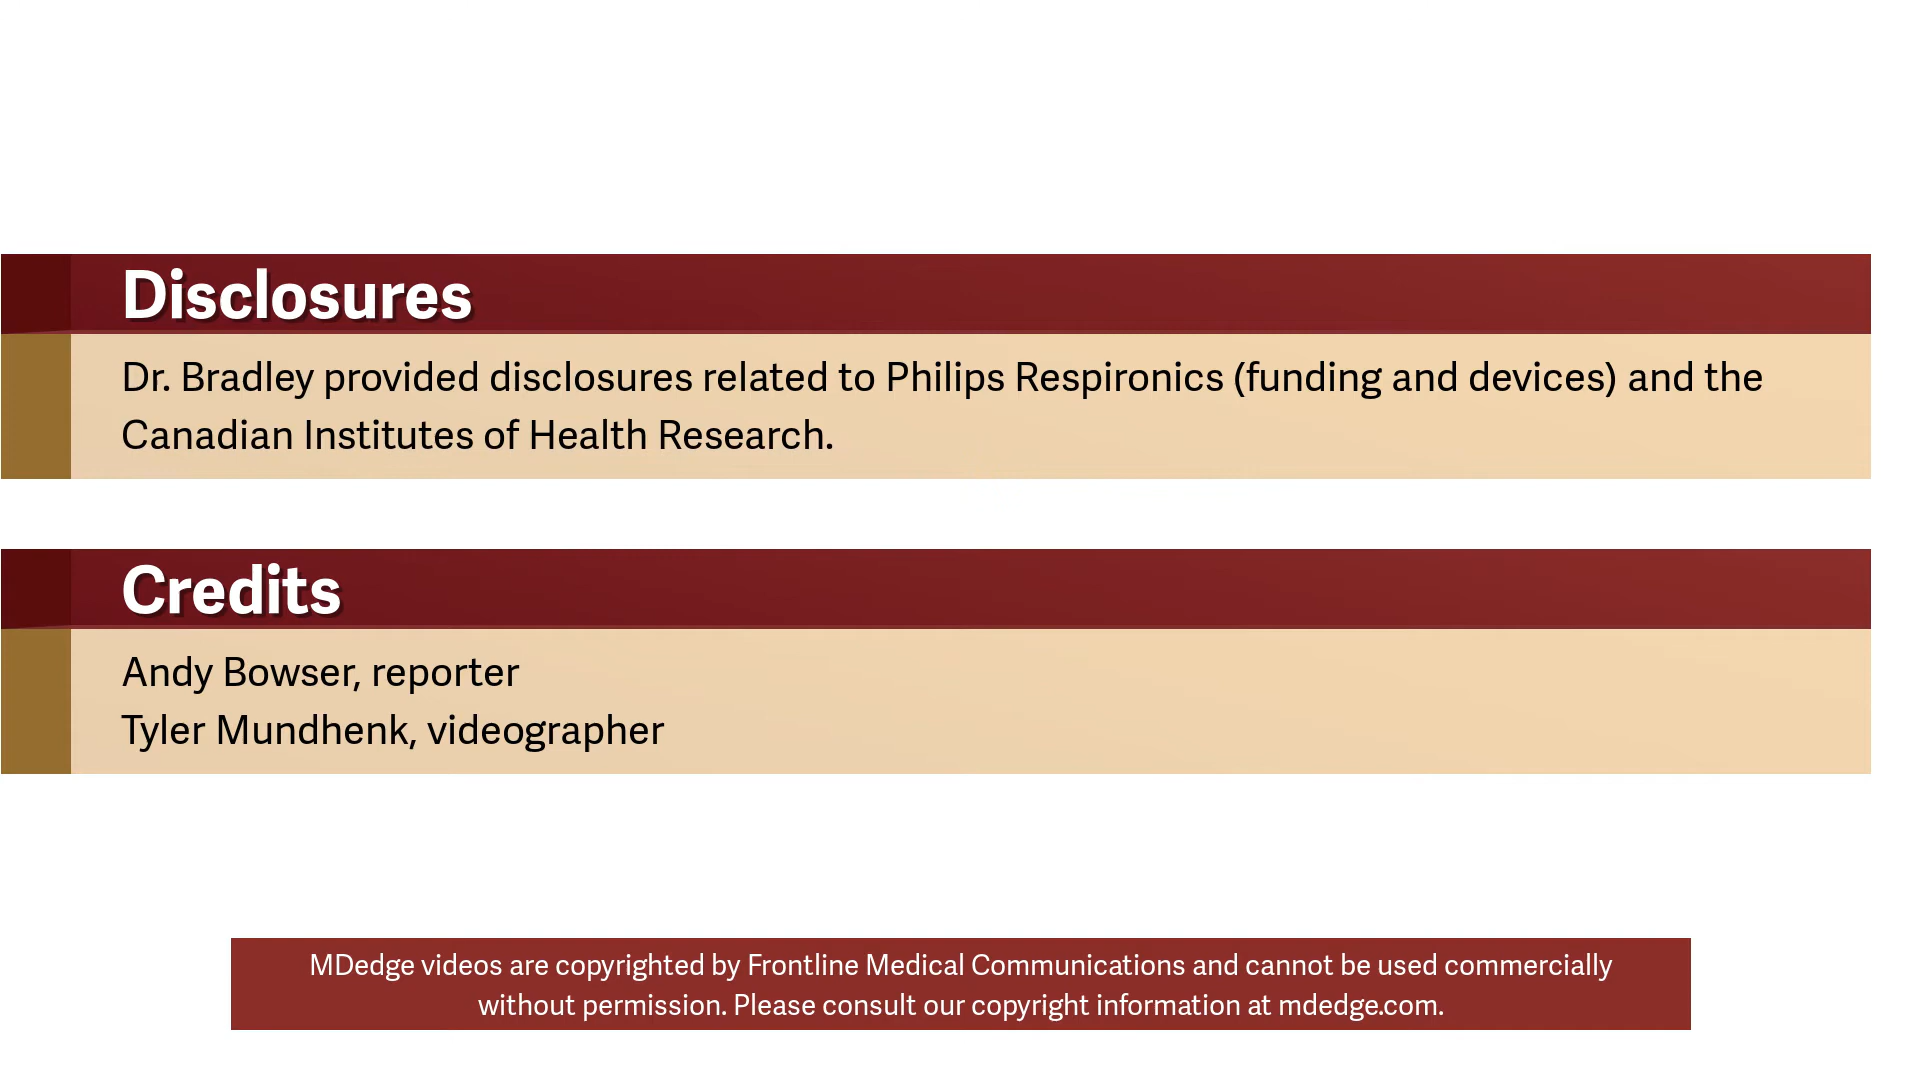 Disclosures
Dr. Bradley provided disclosures related to Philips Respironics (funding and devices) and the
Canadian Institutes of Health Research.
Credits
Andy Bowser, reporter
Tyler Mundhenk, videographer
MDedge videos are copyrighted by Frontline Medical Communications and cannot be used commercially
without permission. Please consult our copyright information at mdedge.com.